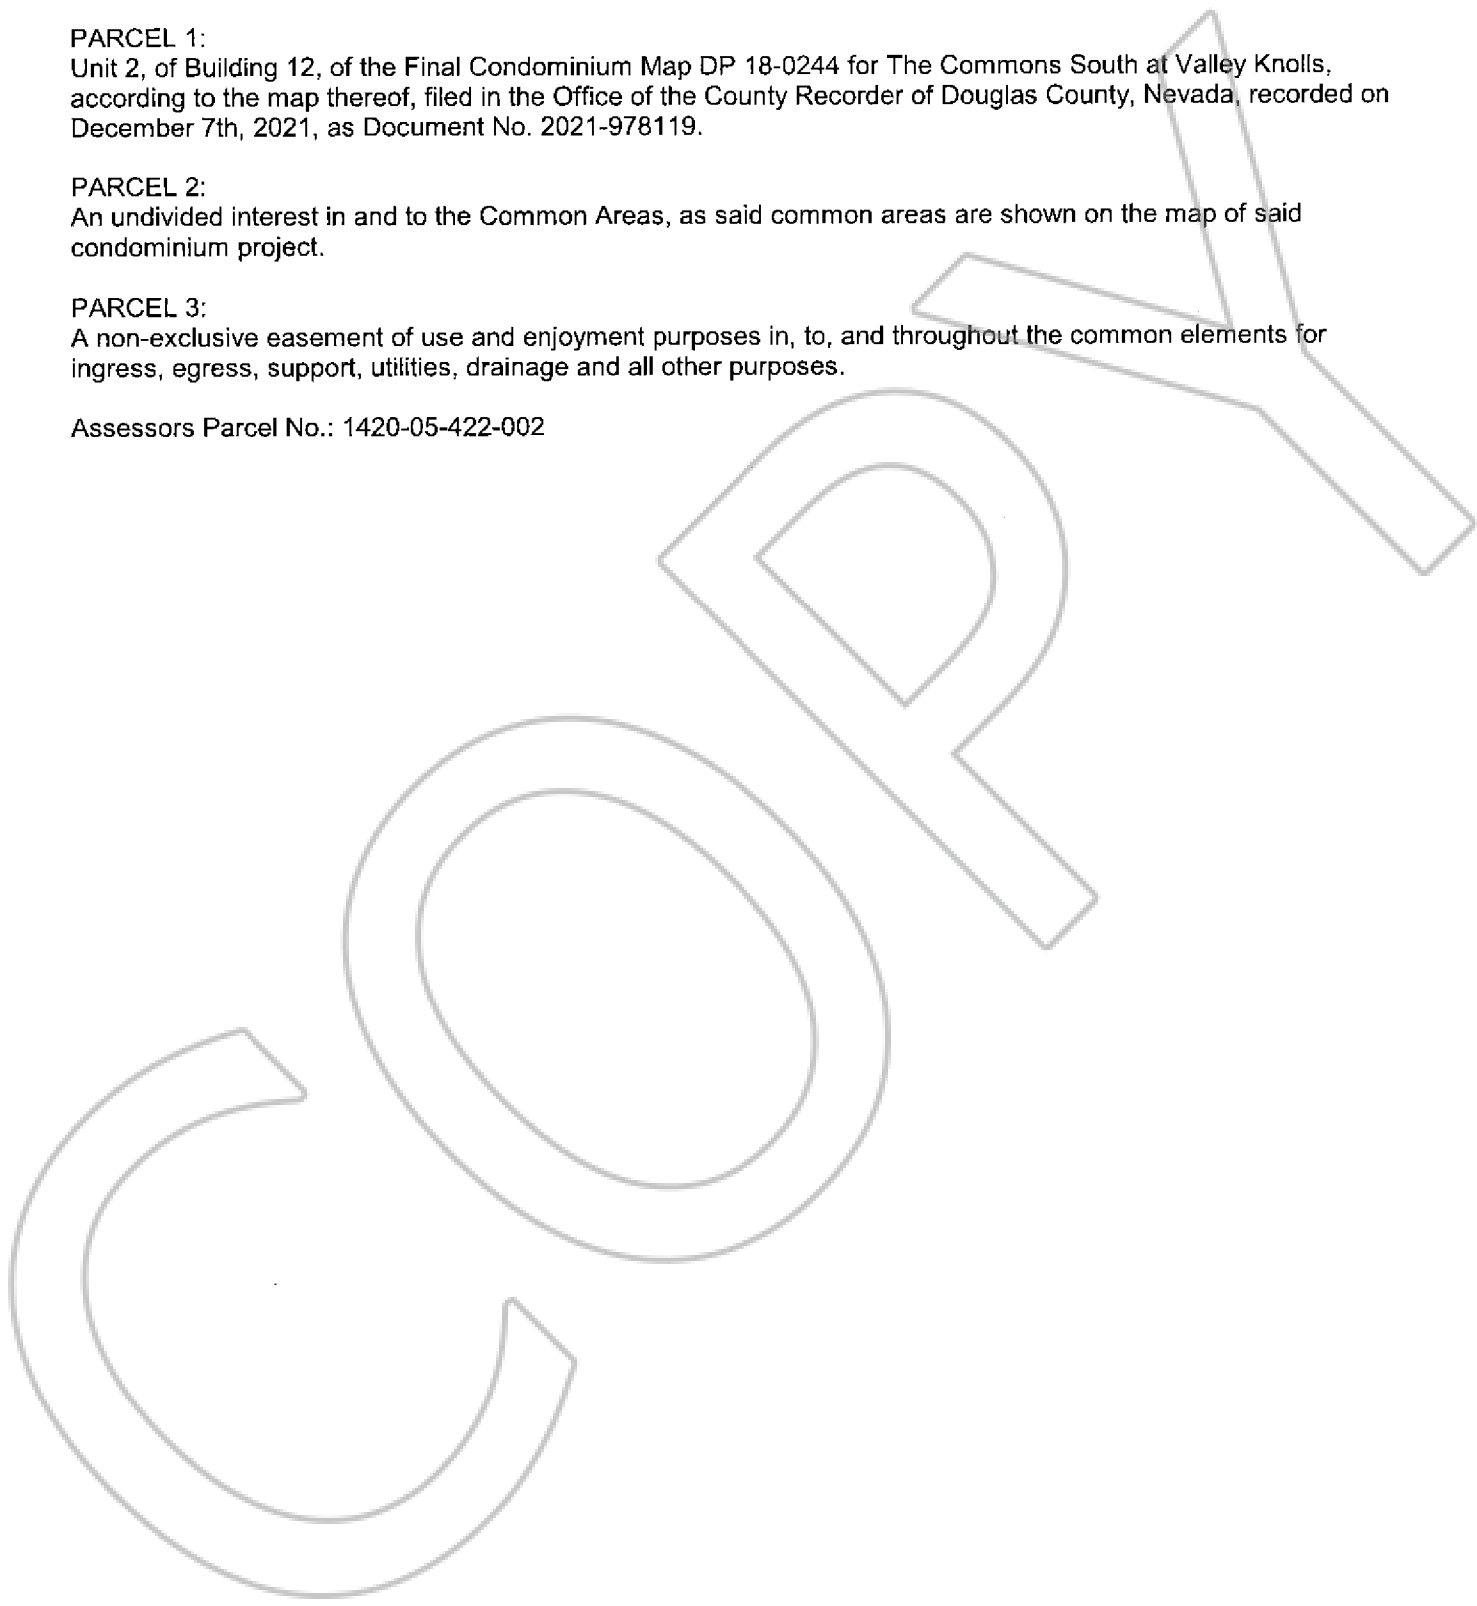 PARCEL 1:
Unit 2, of Building 12, of the Final Condominium Map DP 18-0244 for The Commons South at Valley Knolls,
according to the map thereof, filed in the Office of the County Recorder of Douglas County, Nevada, recorded on
December 7th, 2021, as Document No. 2021-978119.
PARCEL 2:
An undivided interest in and to the Common Areas, as said common areas are shown on the map of said
condominium project.
PARCEL 3:
A non-exclusive easement of use and enjoyment purposes in, to, and throughout the common elements for
ingress, egress, support, utilities, drainage and all other purposes.
Assessors Parcel No.: 1420-05-422-002
COPY